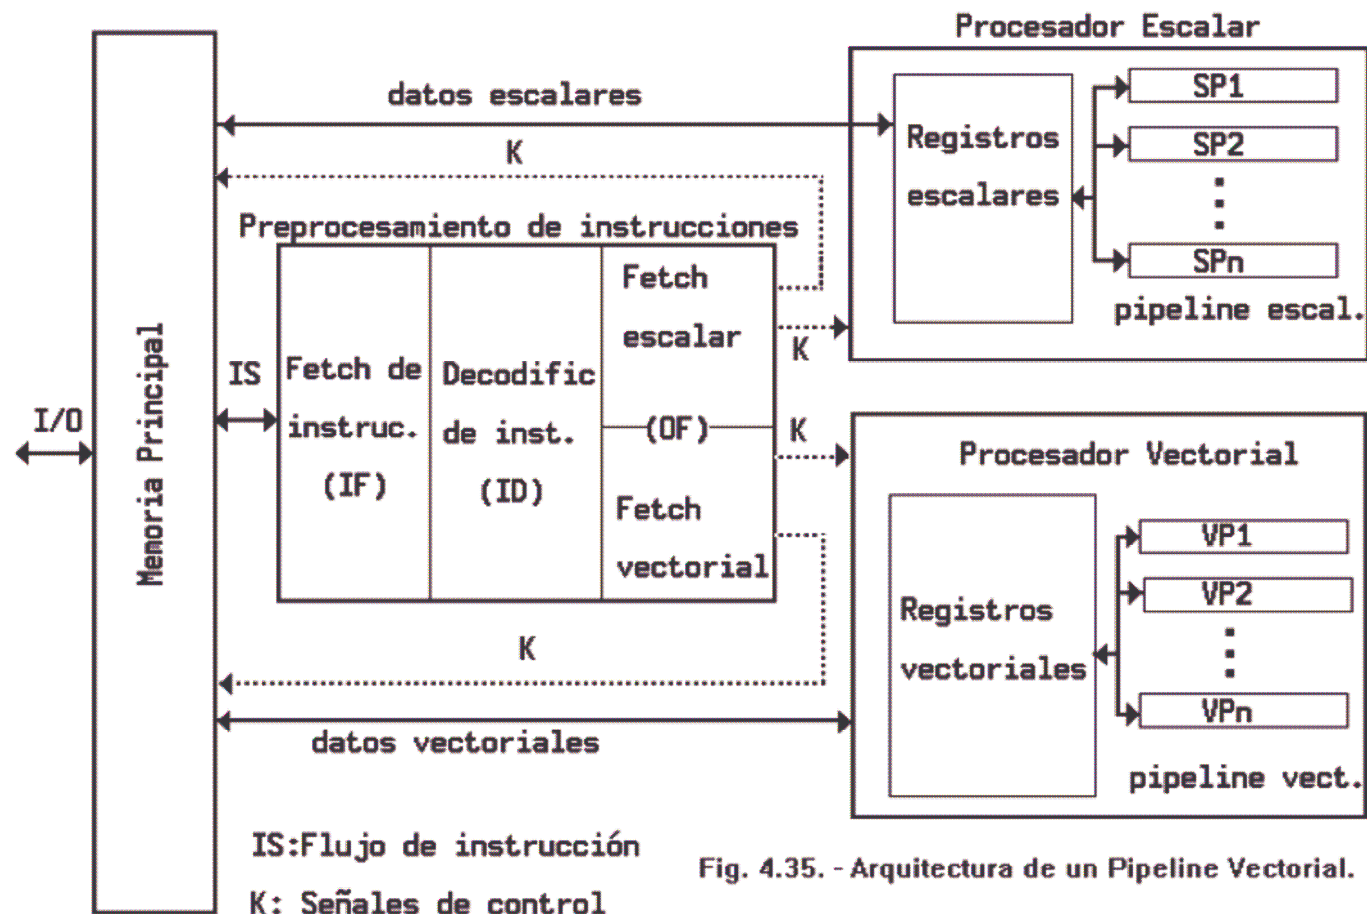 Procesador Escalar
datos escalares
K
Registros
escalares
SP1
SP2
SPn
pipeline escal.
Preprocesamiento de instrucciones
I/O
Memoria Principal
IS
Fetch de
instruc.
(IF)
Decodific
de inst.
(ID)
Fetch
escalar
(OF)
Fetch
vectorial
K
K
Procesador Vectorial
Registros
vectoriales
VP1
VP2
VPn
pipeline vect.
K
datos vectoriales
IS:Flujo de instrucción
K: Señales de control
Fig. 4.35. - Arquitectura de un Pipeline Vectorial.